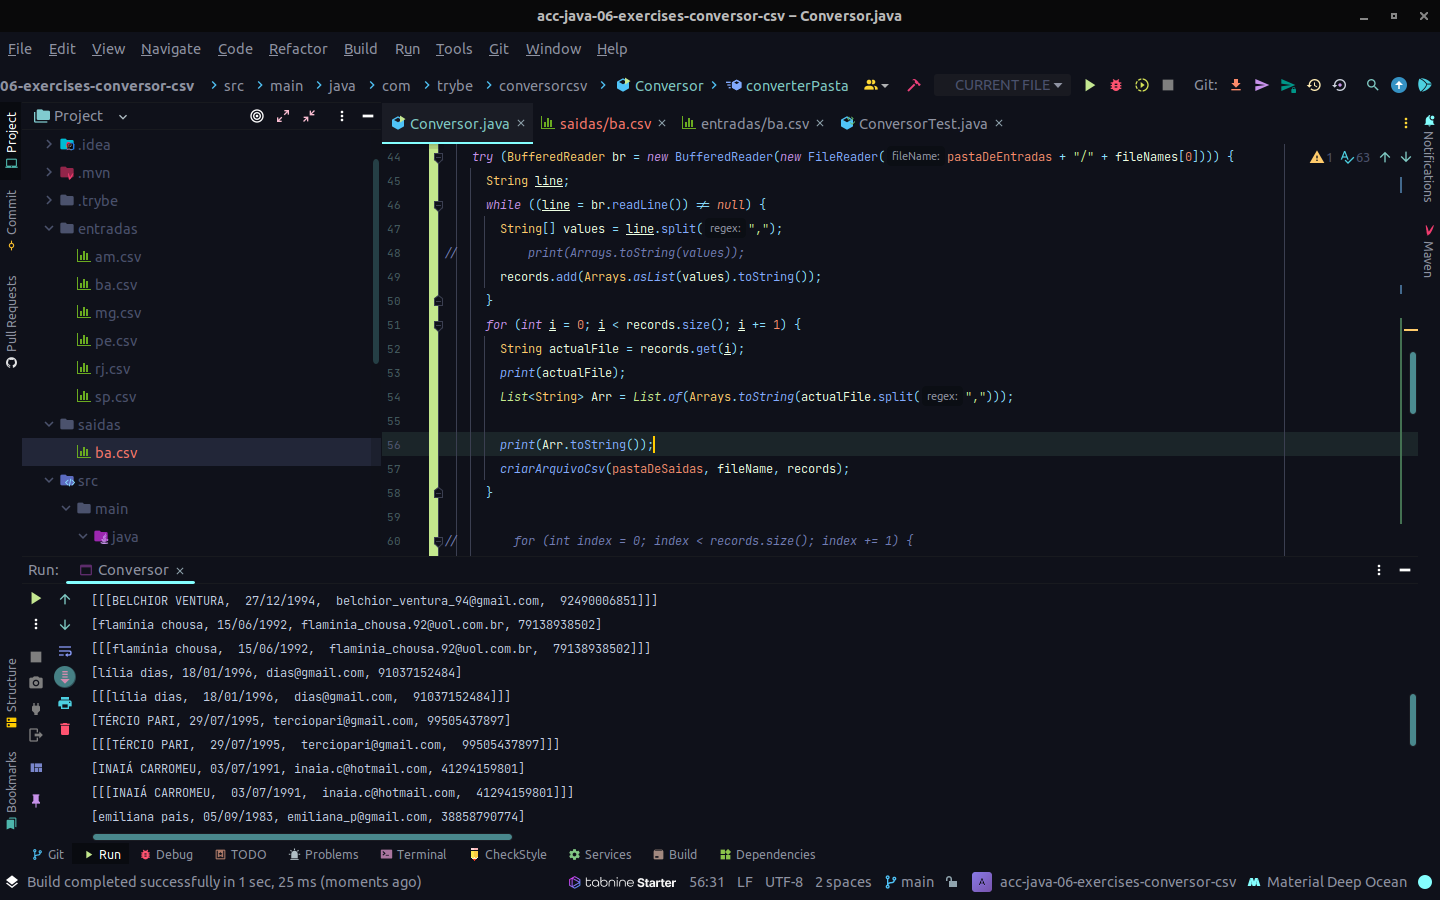 acc-java-06-exercises-conversor-csv – Conversor.java
File Edit View Navigate Code Refactor Build Run Tools Git Window Help
06-exercises-conversor-csv > src > main > java > com > trybe > conversorcsv > Conversor > converterPasta CURRENT FILE Git:
Project
Conversor.java × saidas/ba.csv × entradas/ba.csv × ConversorTest.java ×
Project
Commit
Pull Requests
Structure
Bookmarks
Notifications
Maven
.idea
.mvn
.trybe
entradas
am.csv
ba.csv
mg.csv
pe.csv
rj.csv
sp.csv
saidas
ba.csv
src
main
java
1 63
44 try (BufferedReader br = new BufferedReader(new FileReader( fileName: pastaDeEntradas + "/" + fileNames[0]))) {
45 String line;
46 while ((line = br.readLine()) ≠ null) {
47 String[] values = line.split( regex: ",");
48 // print(Arrays.toString(values));
49 records.add(Arrays.asList(values).toString());
50 }
51 for (int i = 0; i < records.size(); i += 1) {
52 String actualFile = records.get(i);
53 print(actualFile);
54 List<String> Arr = List.of(Arrays.toString(actualFile.split( regex: ",")));
55
56 print(Arr.toString());
57 criarArquivoCsv(pastaDeSaidas, fileName, records);
58 }
59
60 // for (int index = 0; index < records.size(); index += 1) {
Run: Conversor ×
[[[BELCHIOR VENTURA,  27/12/1994,  belchior_ventura_94@gmail.com,  92490006851]]]
[flamínia chousa, 15/06/1992, flaminia_chousa.92@uol.com.br, 79138938502]
[[[flamínia chousa,  15/06/1992,  flaminia_chousa.92@uol.com.br,  79138938502]]]
[lília dias, 18/01/1996, dias@gmail.com, 91037152484]
[[[lília dias,  18/01/1996,  dias@gmail.com,  91037152484]]]
[TÉRCIO PARI, 29/07/1995, terciopari@gmail.com, 99505437897]
[[[TÉRCIO PARI,  29/07/1995,  terciopari@gmail.com,  99505437897]]]
[INAIÁ CARROMEU, 03/07/1991, inaia.c@hotmail.com, 41294159801]
[[[INAIÁ CARROMEU,  03/07/1991,  inaia.c@hotmail.com,  41294159801]]]
[emiliana pais, 05/09/1983, emiliana_p@gmail.com, 38858790774]
Git Run Debug TODO Problems Terminal CheckStyle Services Build Dependencies
Build completed successfully in 1 sec, 25 ms (moments ago) tabnine Starter 56:31 LF UTF-8 2 spaces main A acc-java-06-exercises-conversor-csv Material Deep Ocean